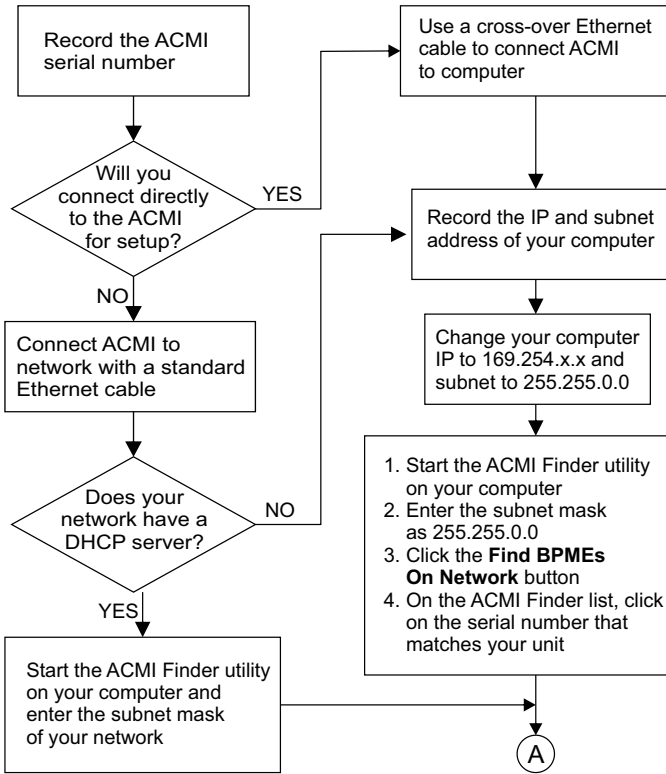 Record the ACMI
serial number
Will you
connect directly
to the ACMI
for setup?
YES
NO
Connect ACMI to
network with a standard
Ethernet cable
Does your
network have a
DHCP server?
NO
YES
Start the ACMI Finder utility
on your computer and
enter the subnet mask
of your network
Use a cross-over Ethernet
cable to connect ACMI
to computer
Record the IP and subnet
address of your computer
Change your computer
IP to 169.254.x.x and
subnet to 255.255.0.0
1. Start the ACMI Finder utility
on your computer
2. Enter the subnet mask
as 255.255.0.0
3. Click the Find BPMEs
On Network button
4. On the ACMI Finder list, click
on the serial number that
matches your unit
A